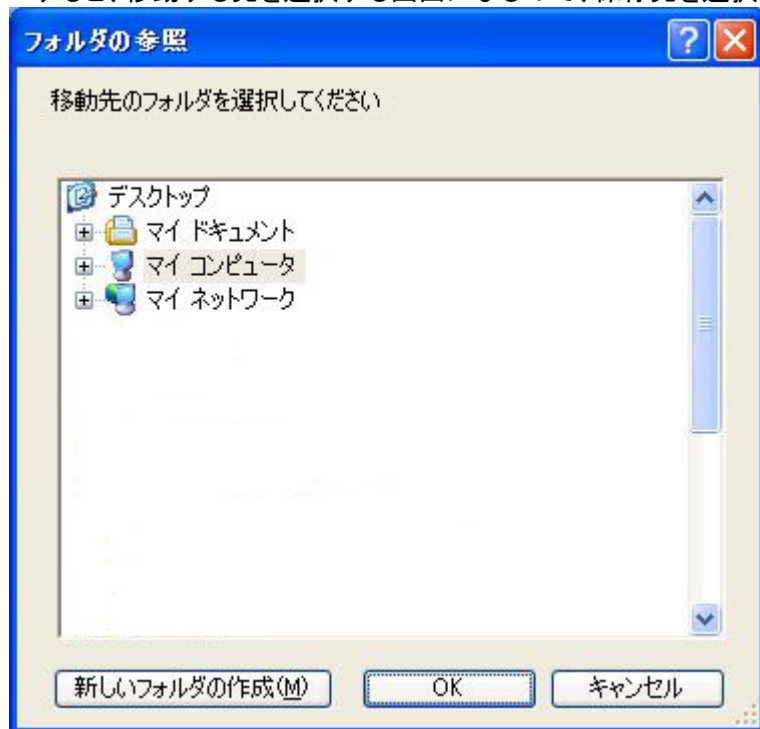 フォルダの参照
移動先のフォルダを選択してください
デスクトップ
マイ ドキュメント
マイ コンピュータ
マイ ネットワーク
新しいフォルダの作成(M)
OK
キャンセル